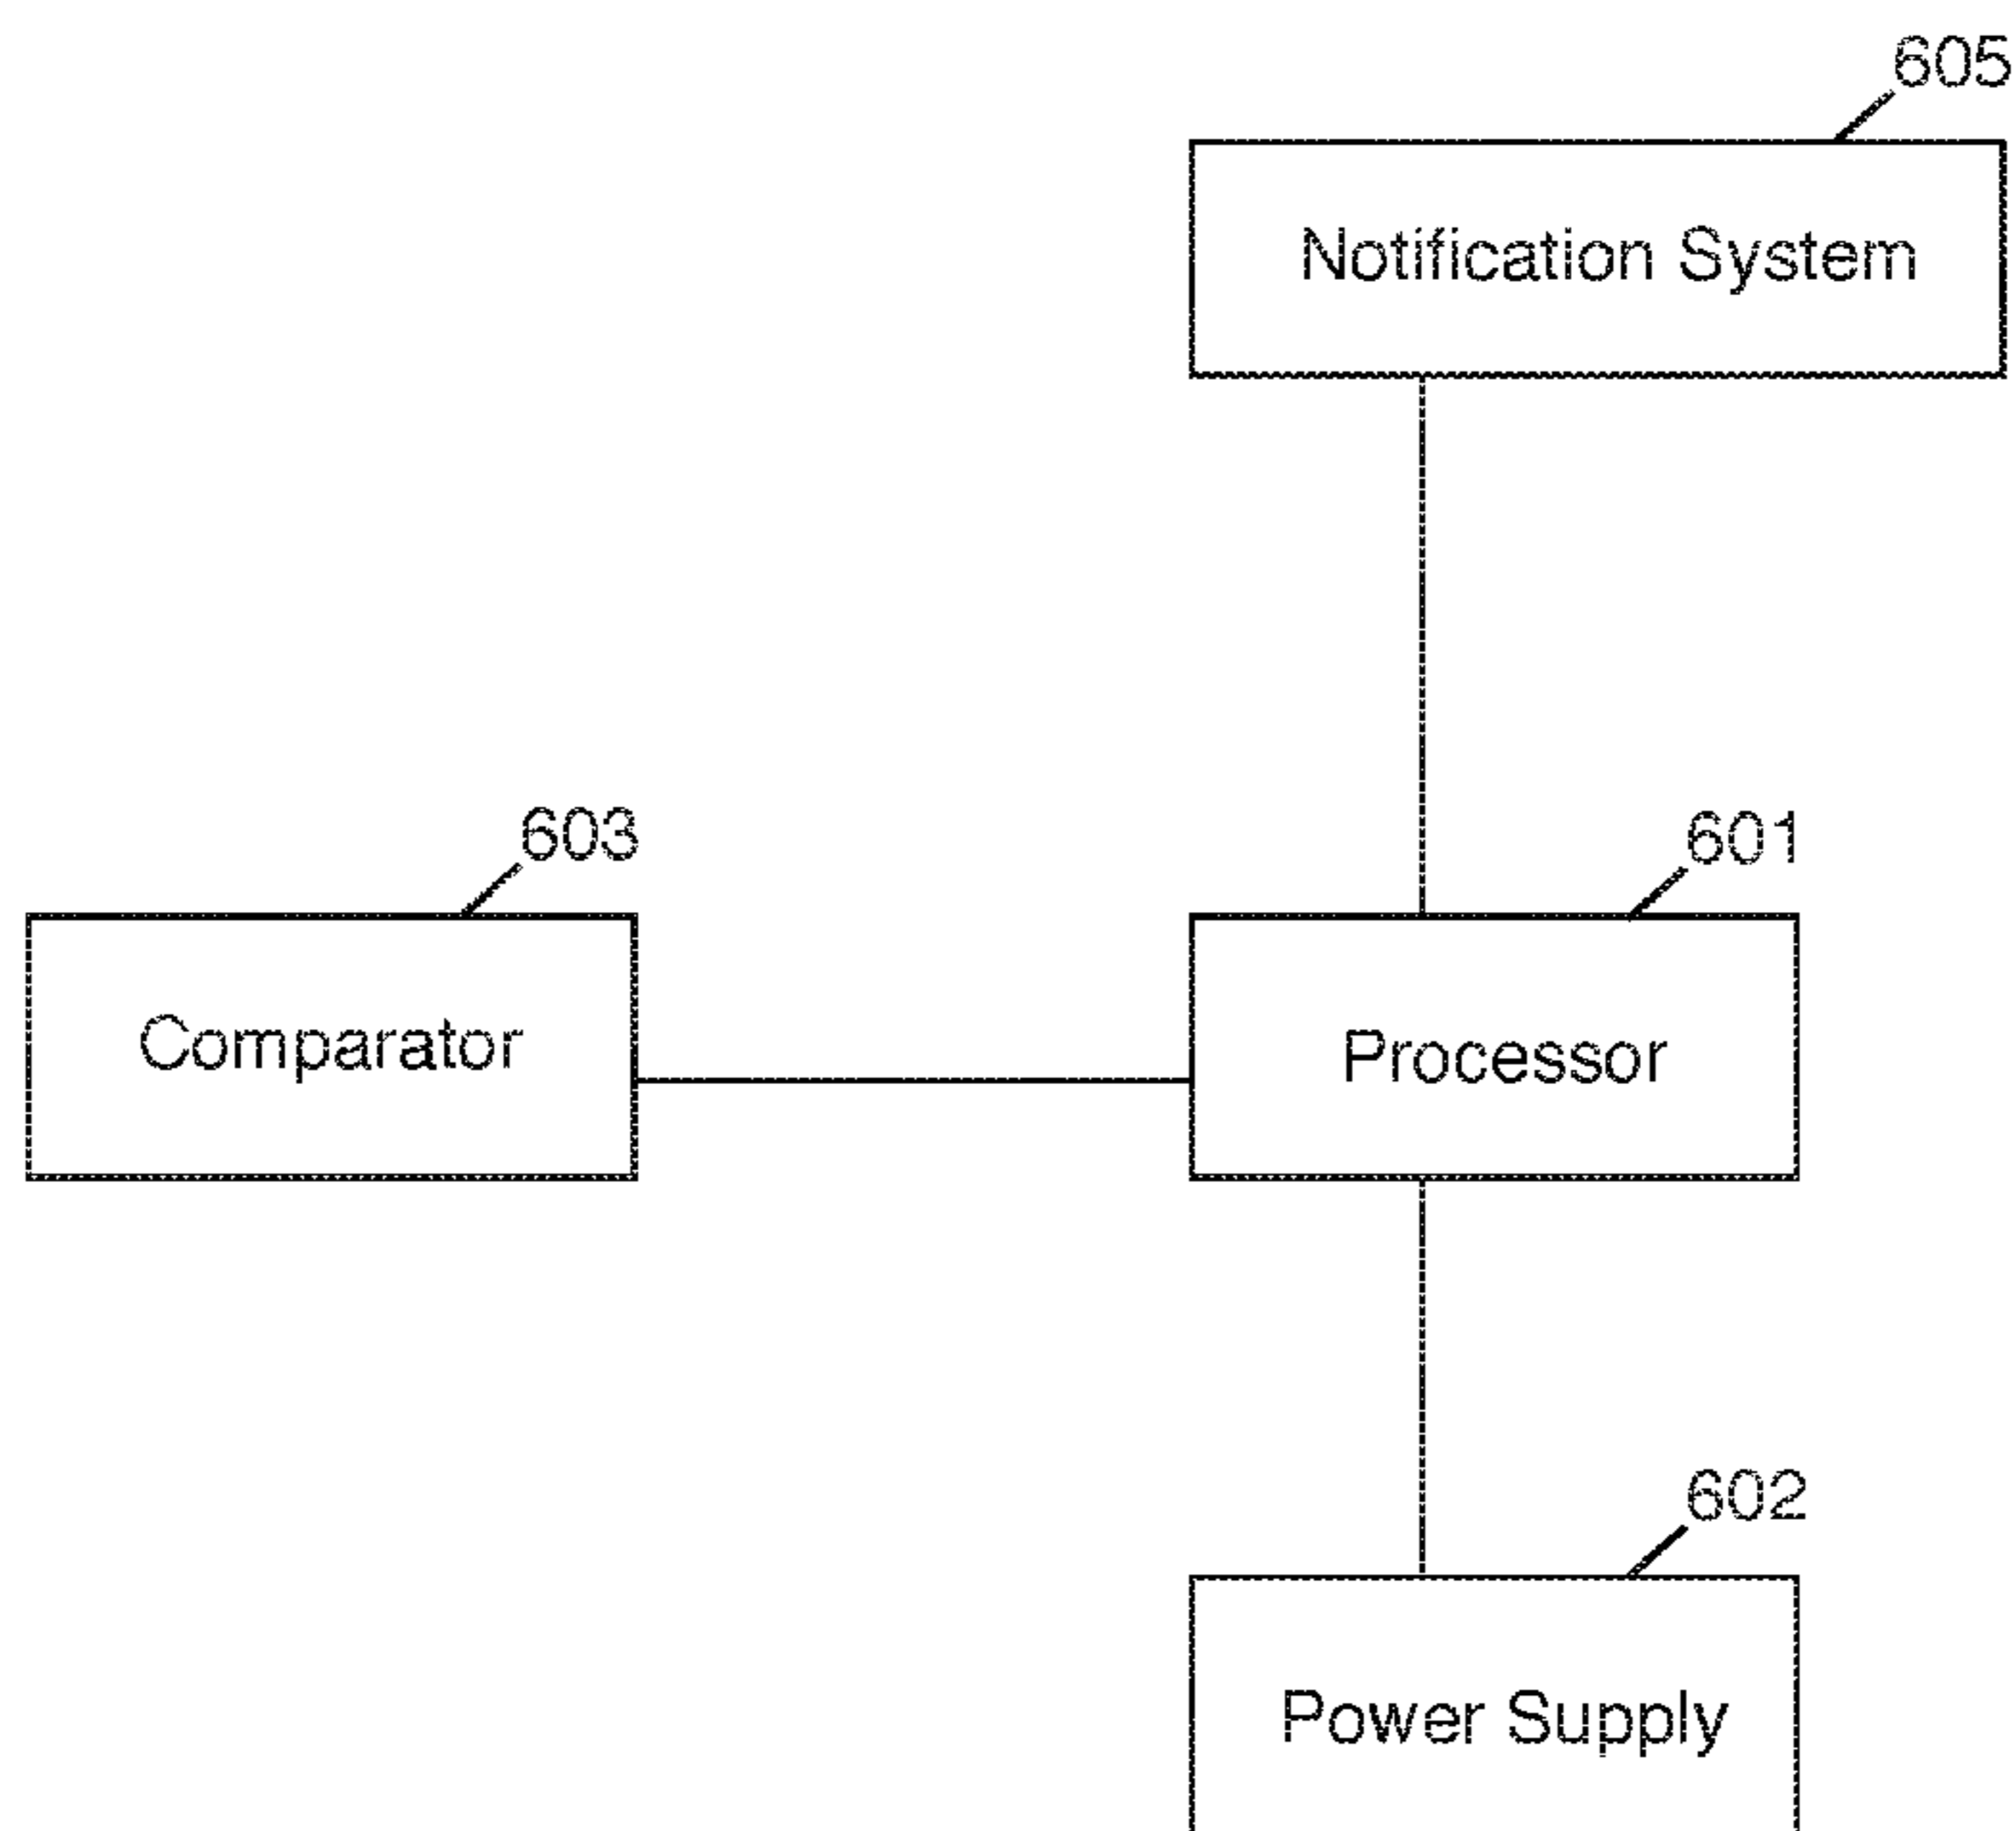 605
Notification System
603
601
Comparator
Processor
602
Power Supply